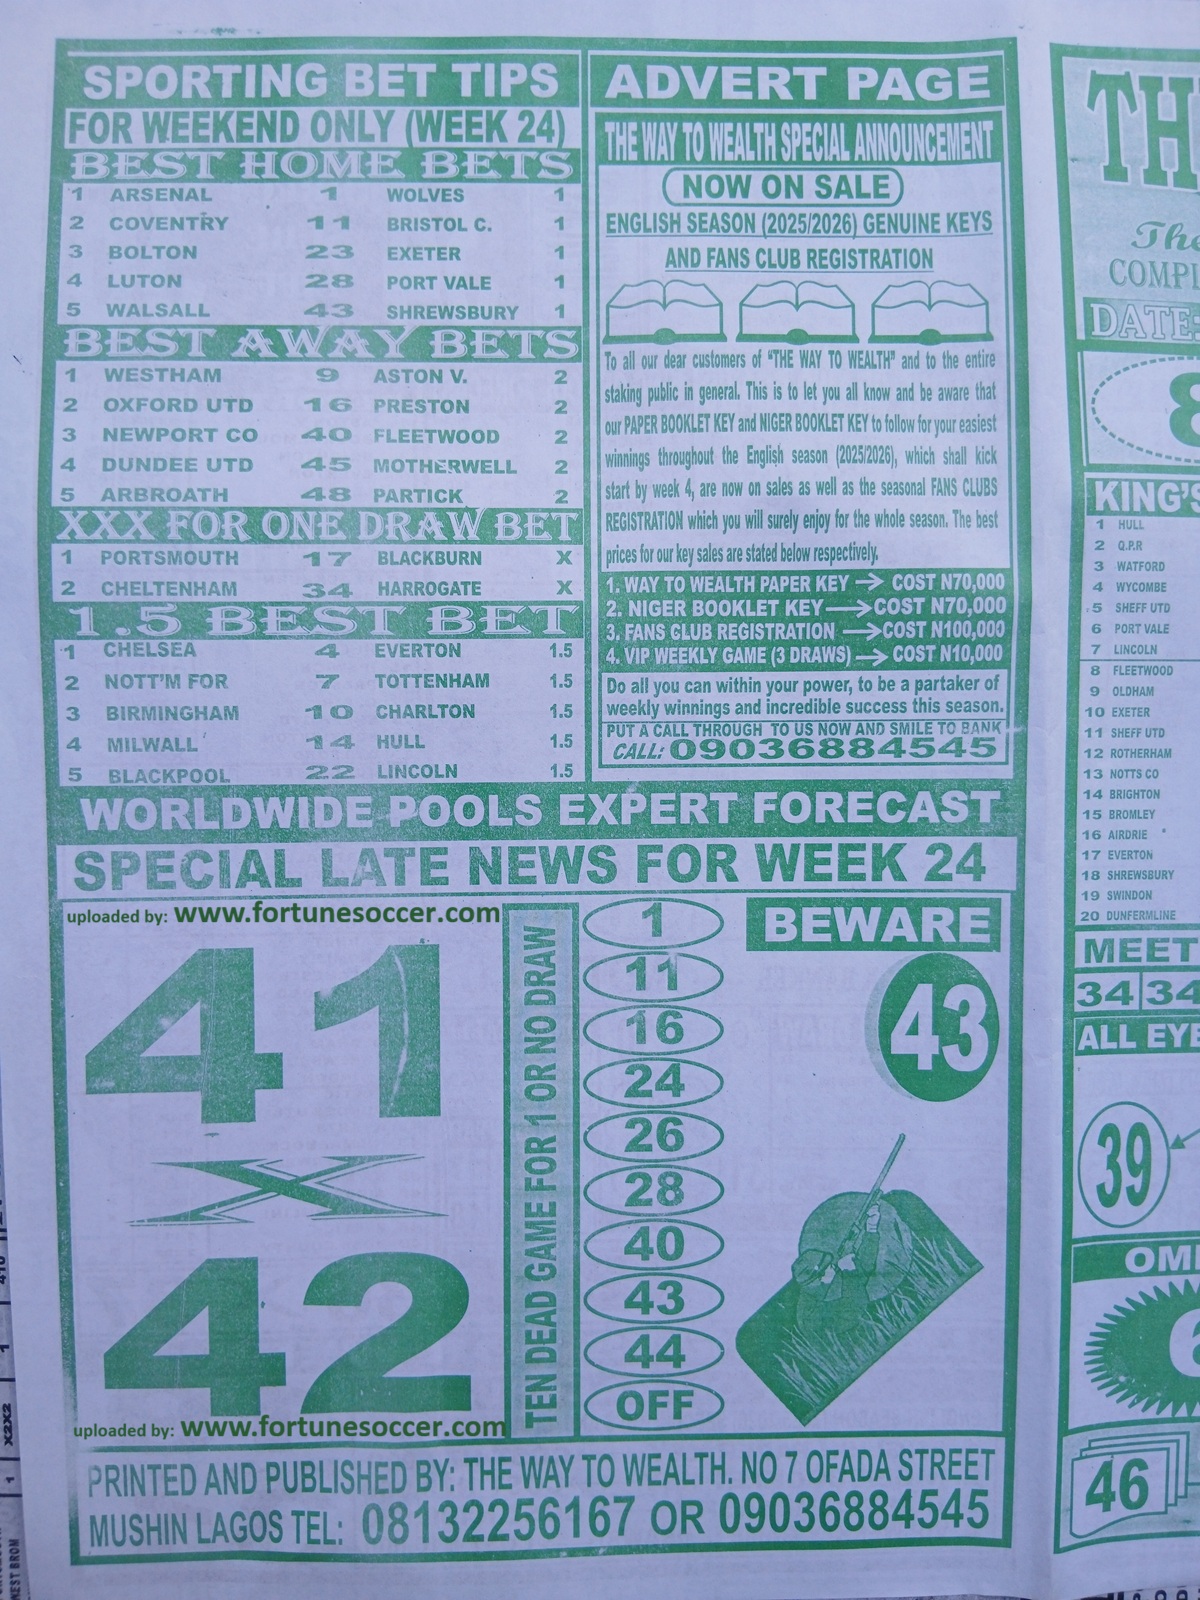 SPORTING BET TIPS
FOR WEEKEND ONLY (WEEK 24)
BEST HOME BETS
1 ARSENAL 1 WOLVES 1
2 COVENTRY 11 BRISTOL C. 1
3 BOLTON 23 EXETER 1
4 LUTON 28 PORT VALE 1
5 WALSALL 43 SHREWSBURY 1
BEST AWAY BETS
1 WESTHAM 9 ASTON V. 2
2 OXFORD UTD 16 PRESTON 2
3 NEWPORT CO 40 FLEETWOOD 2
4 DUNDEE UTD 45 MOTHERWELL 2
5 ARBROATH 48 PARTICK 2
XXX FOR ONE DRAW BET
1 PORTSMOUTH 17 BLACKBURN X
2 CHELTENHAM 34 HARROGATE X
1.5 BEST BET
1 CHELSEA 4 EVERTON 1.5
2 NOTT'M FOR 7 TOTTENHAM 1.5
3 BIRMINGHAM 10 CHARLTON 1.5
4 MILWALL 14 HULL 1.5
5 BLACKPOOL 22 LINCOLN 1.5
ADVERT PAGE
THE WAY TO WEALTH SPECIAL ANNOUNCEMENT
NOW ON SALE
ENGLISH SEASON (2025/2026) GENUINE KEYS
AND FANS CLUB REGISTRATION
To all our dear customers of "THE WAY TO WEALTH" and to the entire
staking public in general. This is to let you all know and be aware that
our PAPER BOOKLET KEY and NIGER BOOKLET KEY to follow for your easiest
winnings throughout the English season (2025/2026), which shall kick
start by week 4, are now on sales as well as the seasonal FANS CLUBS
REGISTRATION which you will surely enjoy for the whole season. The best
prices for our key sales are stated below respectively.
1. WAY TO WEALTH PAPER KEY → COST N70,000
2. NIGER BOOKLET KEY → COST N70,000
3. FANS CLUB REGISTRATION → COST N100,000
4. VIP WEEKLY GAME (3 DRAWS) → COST N10,000
Do all you can within your power, to be a partaker of
weekly winnings and incredible success this season.
PUT A CALL THROUGH TO US NOW AND SMILE TO BANK
CALL: 09036884545
WORLDWIDE POOLS EXPERT FORECAST
SPECIAL LATE NEWS FOR WEEK 24
uploaded by: www.fortunesoccer.com
41
X
42
uploaded by: www.fortunesoccer.com
TEN DEAD GAME FOR 1 OR NO DRAW
1
11
16
24
26
28
40
43
44
OFF
BEWARE
43
PRINTED AND PUBLISHED BY: THE WAY TO WEALTH. NO 7 OFADA STREET
MUSHIN LAGOS TEL: 08132256167 OR 09036884545
TH
The
COMP
DATE:
8
KING'S
1 HULL
2 Q.P.R
3 WATFORD
4 WYCOMBE
5 SHEFF UTD
6 PORT VALE
7 LINCOLN
8 FLEETWOOD
9 OLDHAM
10 EXETER
11 SHEFF UTD
12 ROTHERHAM
13 NOTTS CO
14 BRIGHTON
15 BROMLEY
16 AIRDRIE
17 EVERTON
18 SHREWSBURY
19 SWINDON
20 DUNFERMLINE
MEET
34 34
ALL EYE
39
46